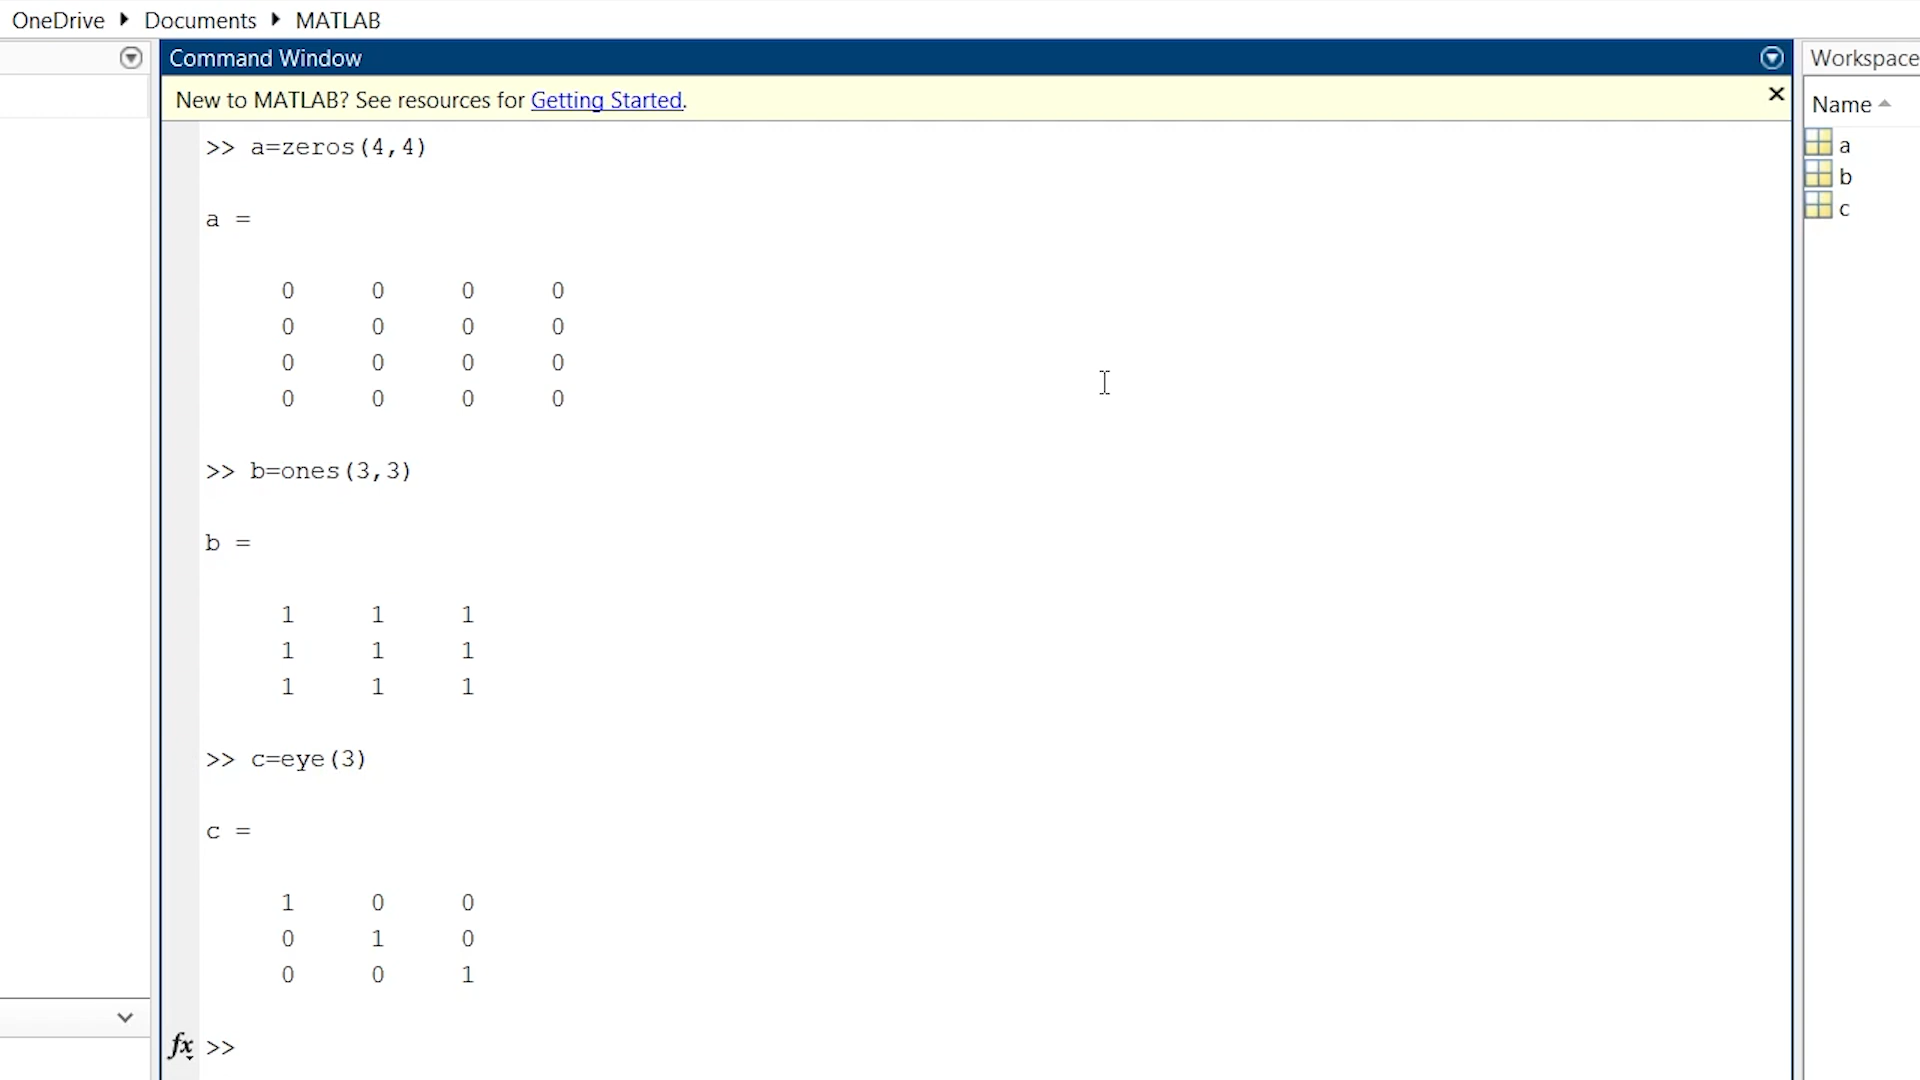 OneDrive ▶ Documents ▶ MATLAB
Command Window
New to MATLAB? See resources for Getting Started.
>> a=zeros(4,4)
a =
0 0 0 0
0 0 0 0
0 0 0 0
0 0 0 0
>> b=ones(3,3)
b =
1 1 1
1 1 1
1 1 1
>> c=eye(3)
c =
1 0 0
0 1 0
0 0 1
fx >>
Workspace
Name
a
b
c